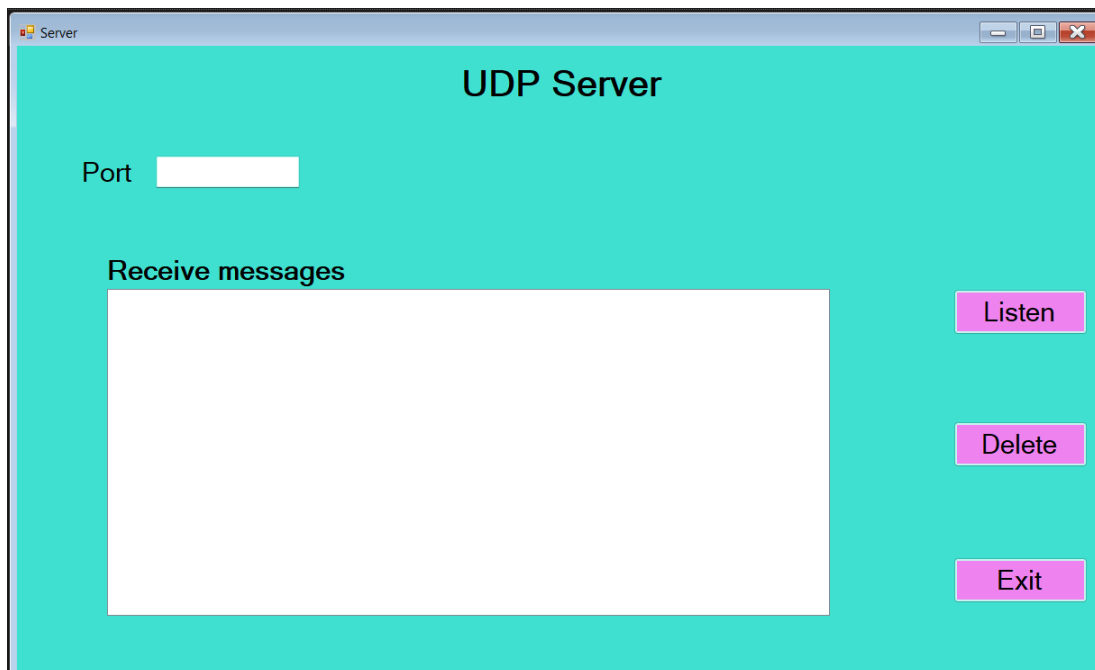 Server
UDP Server
Port
Receive messages
Listen
Delete
Exit